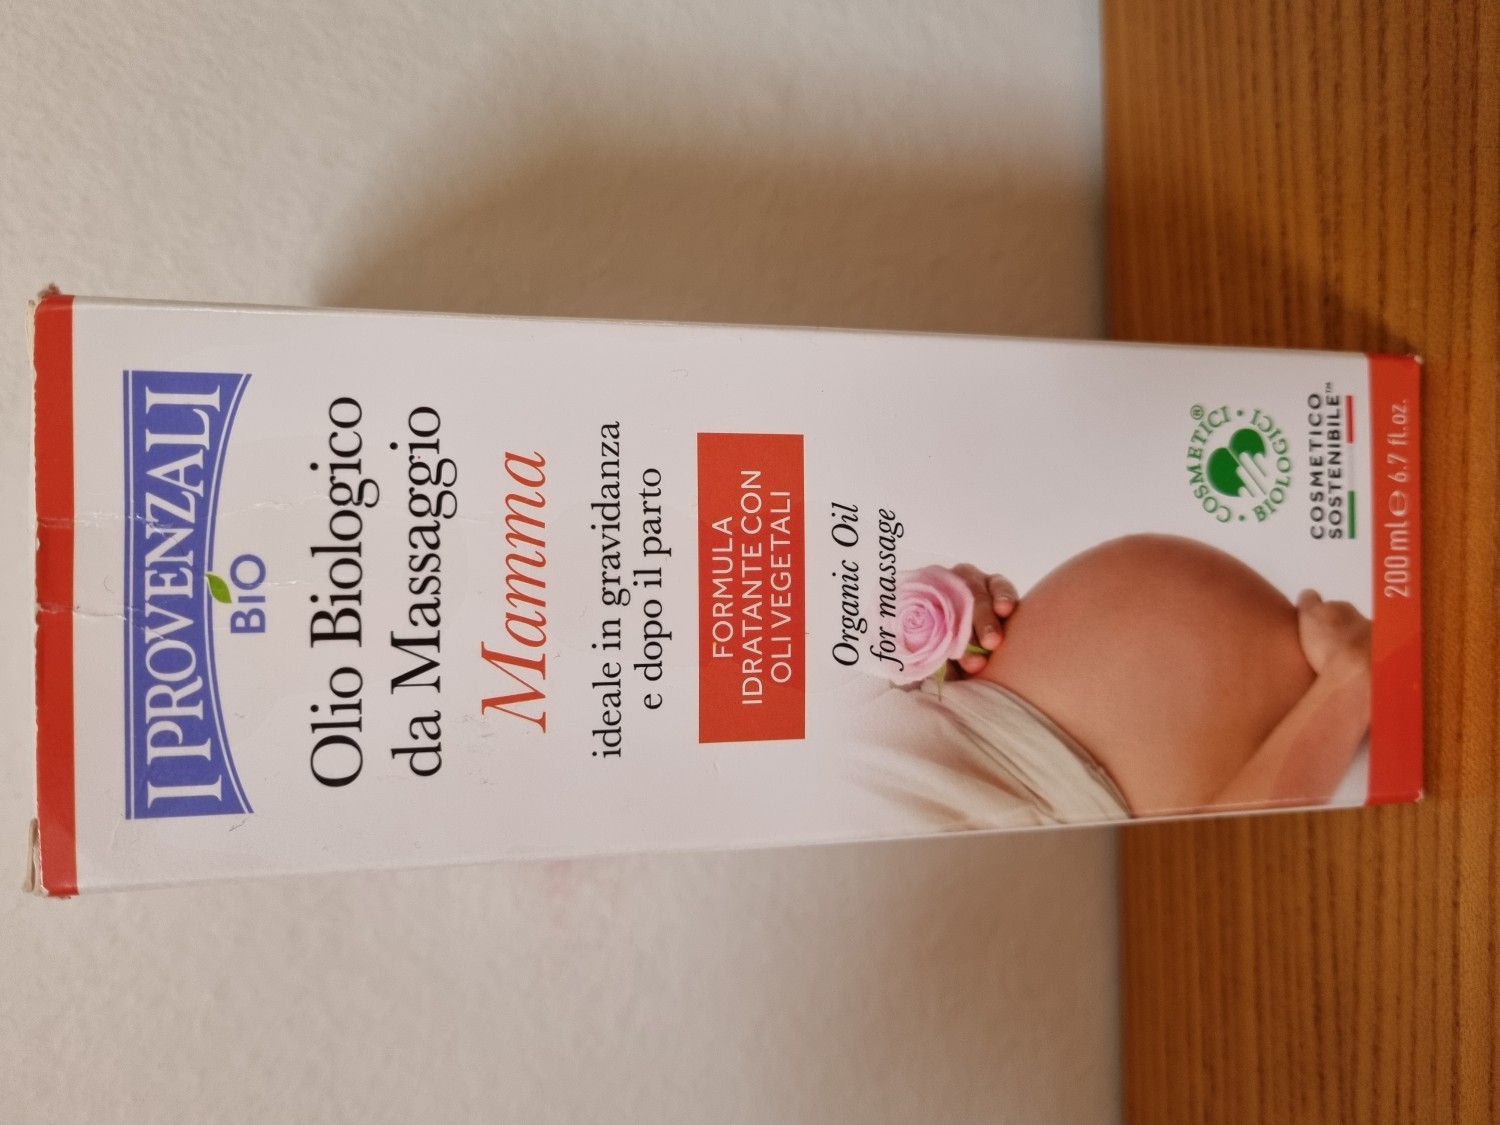 I PROVENZALI
BIO
Olio Biologico
da Massaggio
Mamma
ideale in gravidanza
e dopo il parto
FORMULA
IDRATANTE CON
OLI VEGETALI
Organic Oil
for massage
COSMETICI®
• BIOLOGICI •
COSMETICO
SOSTENIBILE™
200 ml ℮ 6.7 fl.oz.